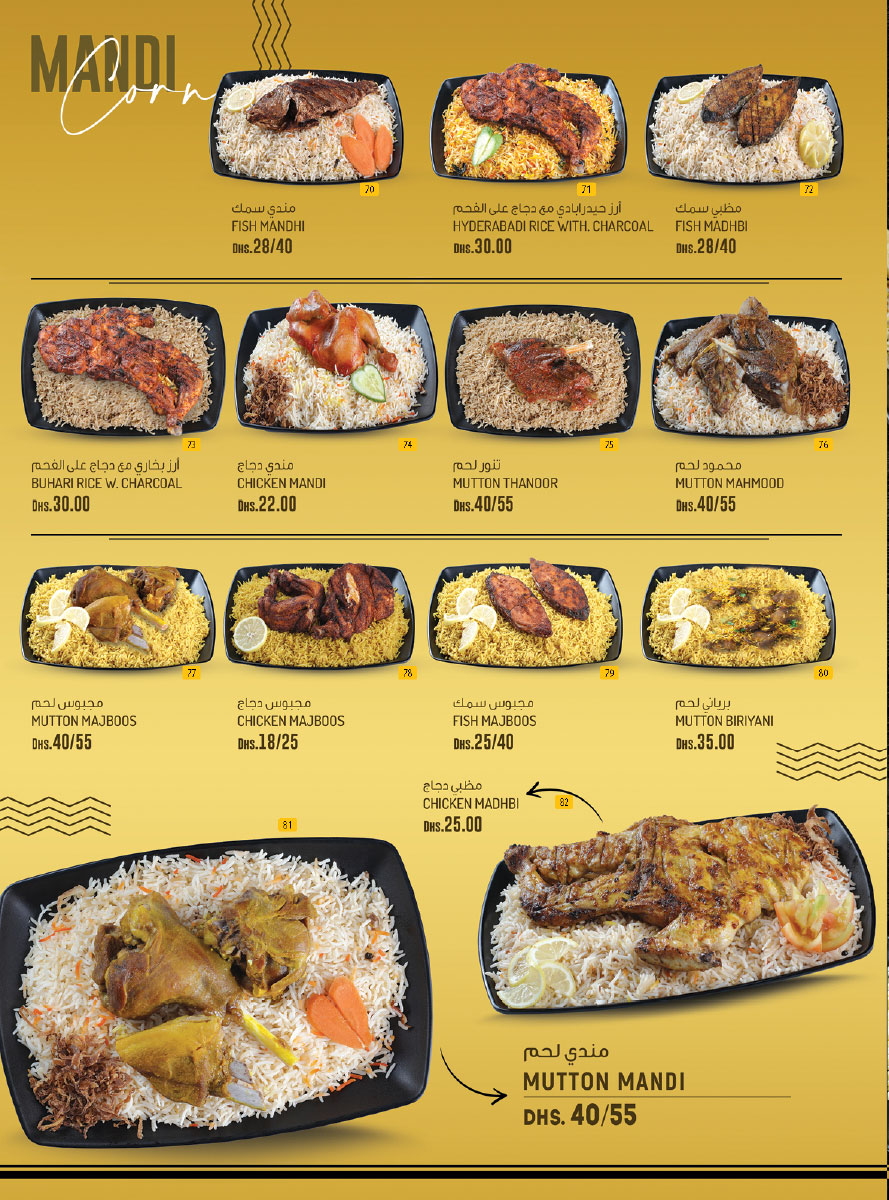 MANDI
Corn
70
مندي سمك
FISH MANDHI
DHS.28/40
71
أرز حيدرابادي مع دجاج على الفحم
HYDERABADI RICE WITH. CHARCOAL
DHS.30.00
72
مظبي سمك
FISH MADHBI
DHS.28/40
73
أرز بخاري مع دجاج على الفحم
BUHARI RICE W. CHARCOAL
DHS.30.00
74
مندي دجاج
CHICKEN MANDI
DHS.22.00
75
تنور لحم
MUTTON THANOOR
DHS.40/55
76
محمود لحم
MUTTON MAHMOOD
DHS.40/55
77
مجبوس لحم
MUTTON MAJBOOS
DHS.40/55
78
مجبوس دجاج
CHICKEN MAJBOOS
DHS.18/25
79
مجبوس سمك
FISH MAJBOOS
DHS.25/40
80
برياني لحم
MUTTON BIRIYANI
DHS.35.00
مظبي دجاج
CHICKEN MADHBI
DHS.25.00
82
81
مندي لحم
MUTTON MANDI
DHS. 40/55